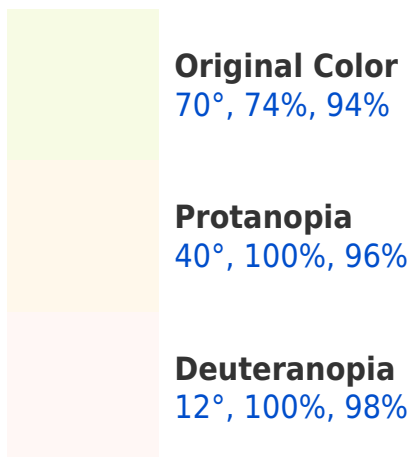 Original Color
70°, 74%, 94%
Protanopia
40°, 100%, 96%
Deuteranopia
12°, 100%, 98%